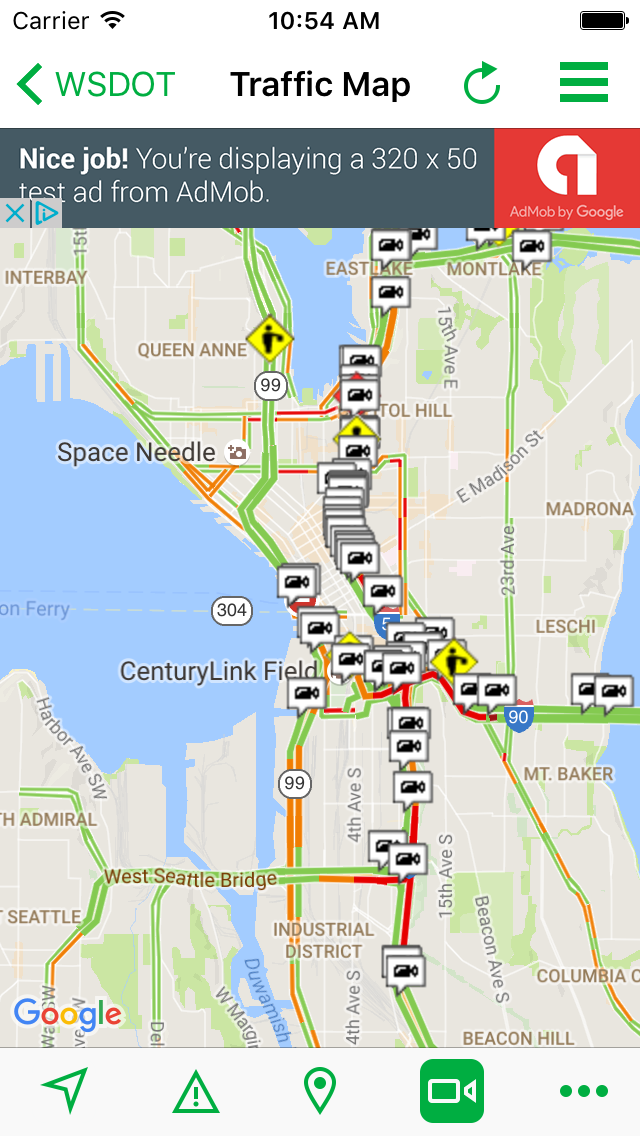 Carrier 10:54 AM
WSDOT Traffic Map
Nice job! You're displaying a 320 x 50
test ad from AdMob.
AdMob by Google
15th
INTERBAY
EASTLAKE
MONTLAKE
QUEEN ANNE
15th Ave E
99
TOL HILL
Space Needle
E Madison St
MADRONA
23rd Ave
on Ferry
304
5
LESCHI
CenturyLink Field
Harbor Ave SW
90
99
MT. BAKER
4th Ave S
TH ADMIRAL
15th Ave S
West Seattle Bridge
T SEATTLE
Beacon Ave S
INDUSTRIAL
DISTRICT
COLUMBIA C
Duwamish
W Margin
4th Ave S
Google
Del
BEACON HILL